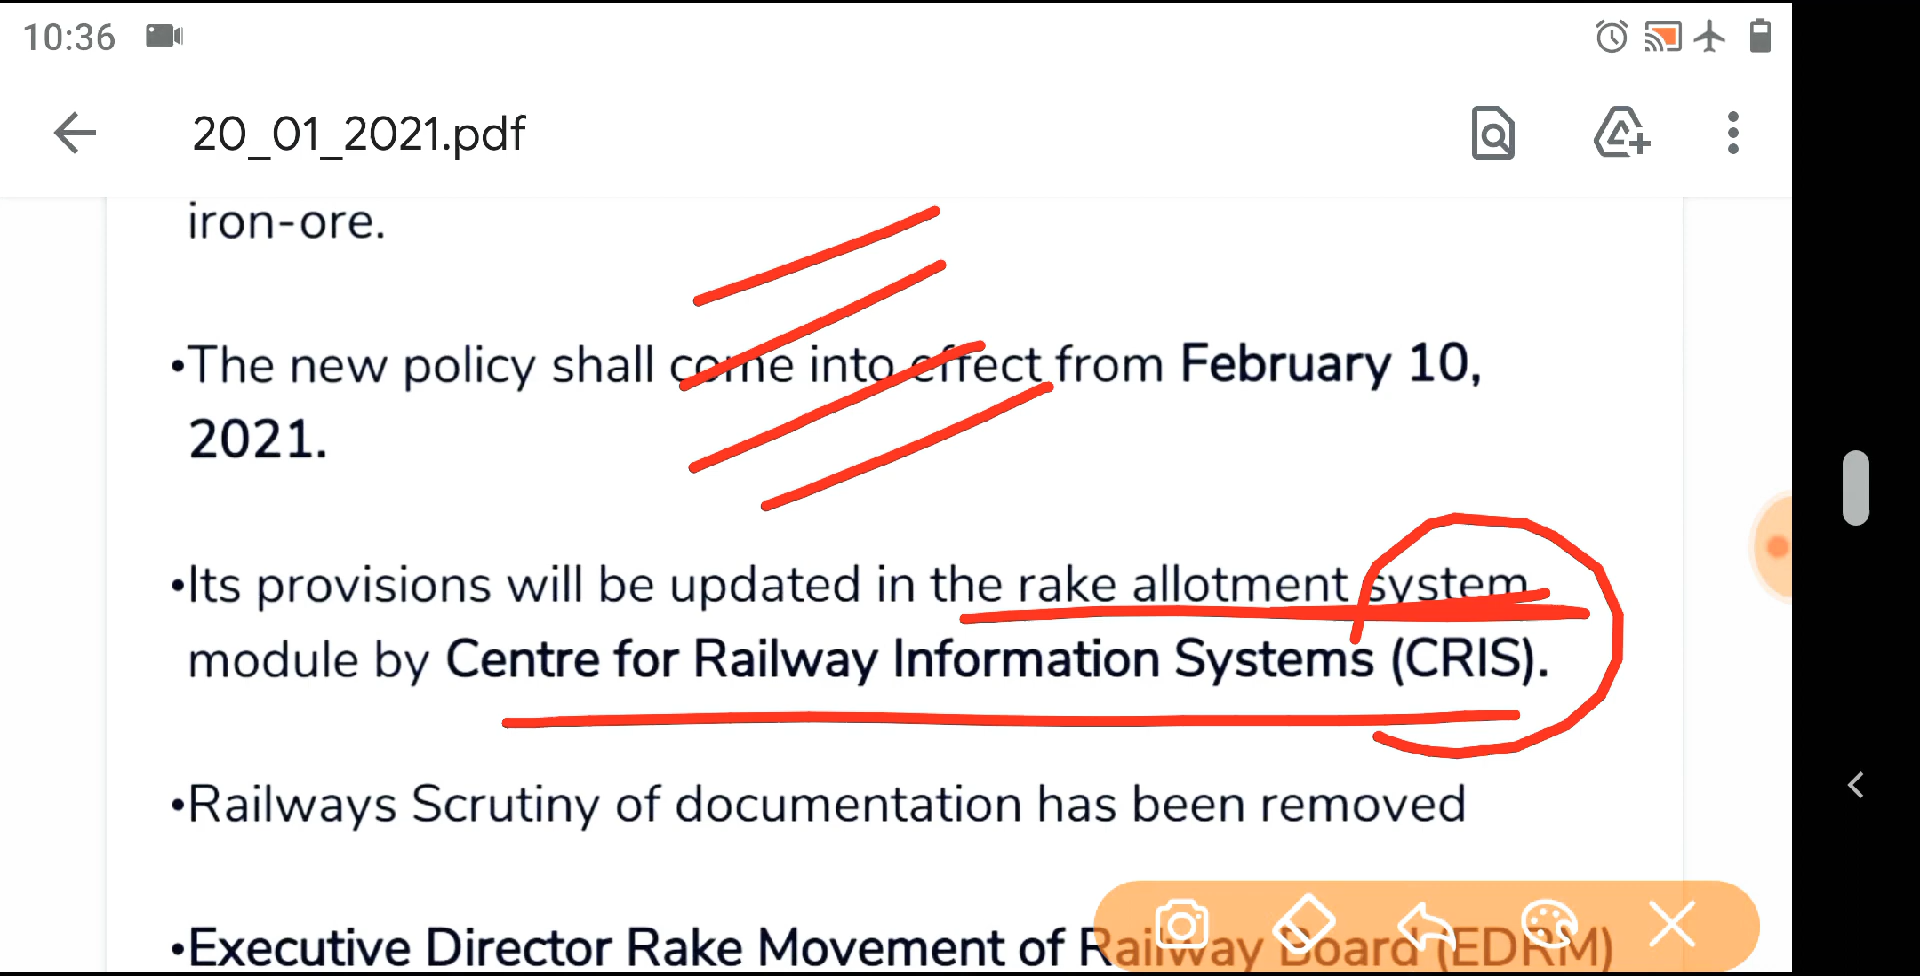 10:36
20_01_2021.pdf
iron-ore.
•The new policy shall come into effect from February 10,
2021.
•Its provisions will be updated in the rake allotment system
module by Centre for Railway Information Systems (CRIS).
•Railways Scrutiny of documentation has been removed
•Executive Director Rake Movement of Railway Board (EDRM)